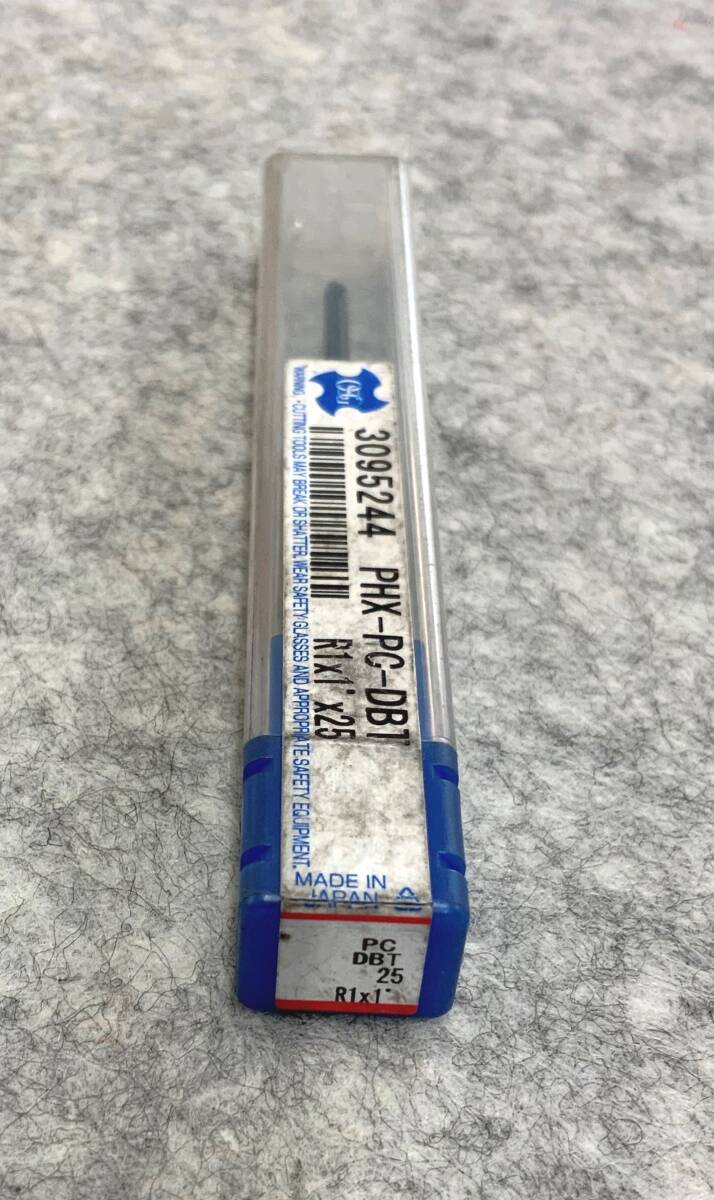 OSG
3095244 PHX-PC-DBT
R1x1°x25
WARNING. • CUTTING TOOLS MAY BREAK OR SHATTER. WEAR SAFETY GLASSES AND APPROPRIATE SAFETY EQUIPMENT.
MADE IN
JAPAN
PC
DBT
25
R1x1°